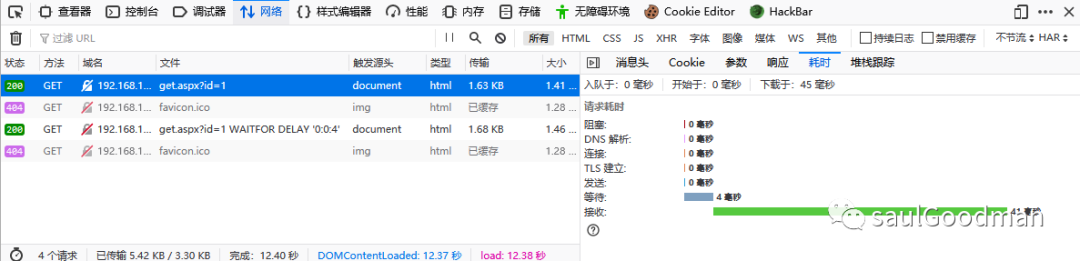 查看器 控制台 调试器 网络 样式编辑器 性能 内存 存储 无障碍环境 Cookie Editor HackBar
过滤 URL 所有 HTML CSS JS XHR 字体 图像 媒体 WS 其他 持续日志 禁用缓存 不节流 HAR
状态 方法 域名 文件 触发源头 类型 传输 大小
200 GET 192.168.1... get.aspx?id=1 document html 1.63 KB 1.41 ...
404 GET 192.168.1... favicon.ico img html 已缓存 1.28 ...
200 GET 192.168.1... get.aspx?id=1 WAITFOR DELAY '0:0:4' document html 1.68 KB 1.46 ...
404 GET 192.168.1... favicon.ico img html 已缓存 1.28 ...
4 个请求 已传输 5.42 KB / 3.30 KB 完成：12.40 秒 DOMContentLoaded: 12.37 秒 load: 12.38 秒
消息头 Cookie 参数 响应 耗时 堆栈跟踪
入队于：0 毫秒 开始于：0 毫秒 下载于：45 毫秒
请求耗时
阻塞: 0 毫秒
DNS 解析: 0 毫秒
连接: 0 毫秒
TLS 建立: 0 毫秒
发送: 0 毫秒
等待: 4 毫秒
接收: 41 毫秒
saulGoodman